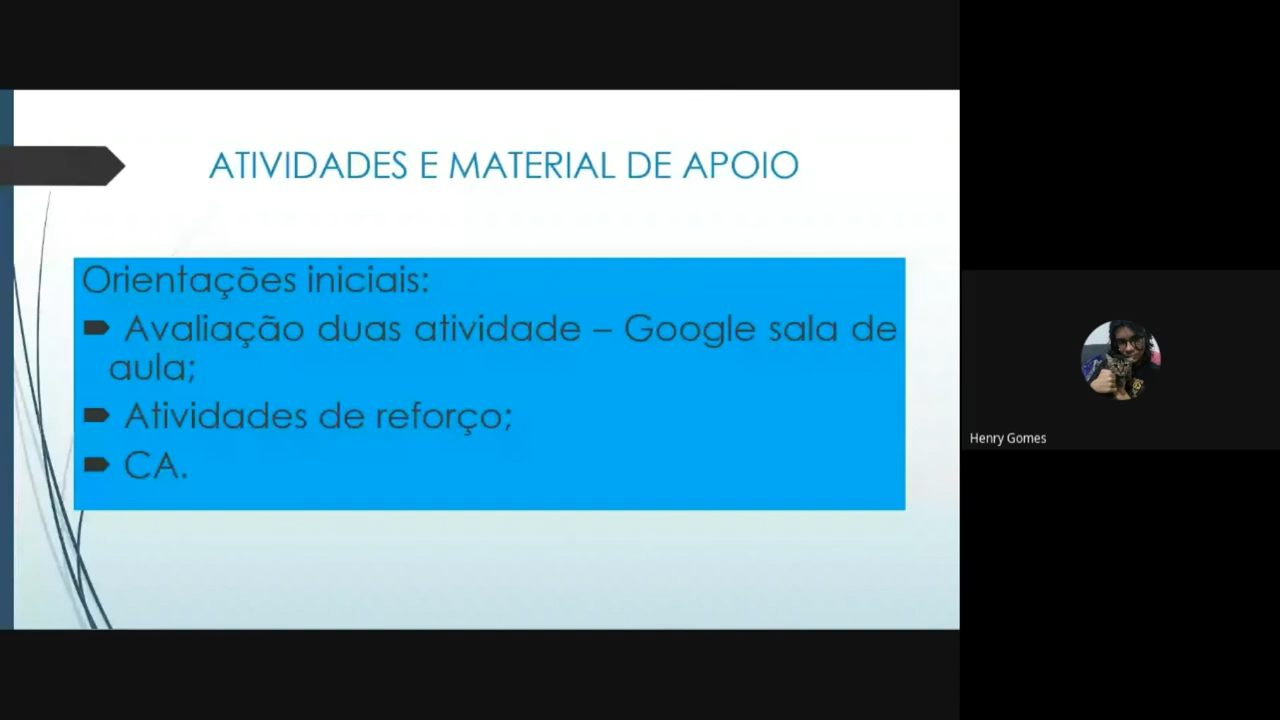 ATIVIDADES E MATERIAL DE APOIO
Orientações iniciais:
Avaliação duas atividade – Google sala de
aula;
Atividades de reforço;
CA.
Henry Gomes